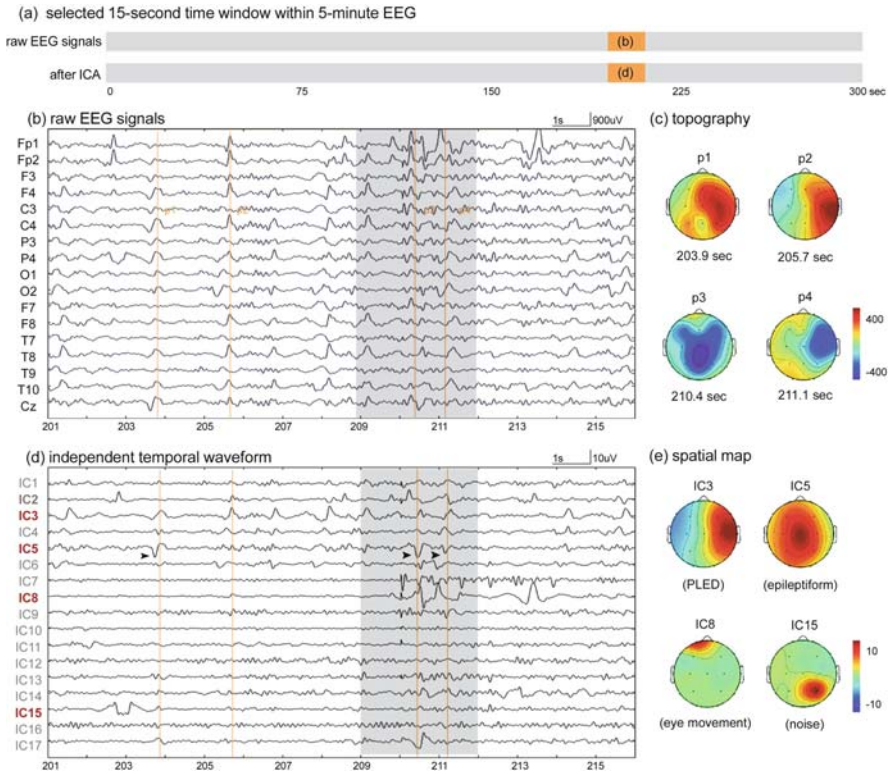 (a) selected 15-second time window within 5-minute EEG
raw EEG signals
(b)
after ICA
(d)
0 75 150 225 300 sec
(b) raw EEG signals
1s 900uV
Fp1
Fp2
F3
F4
C3
C4
P3
P4
O1
O2
F7
F8
T7
T8
T9
T10
Cz
201 203 205 207 209 211 213 215
(c) topography
p1 p2
203.9 sec 205.7 sec
p3 p4
480
-400
210.4 sec 211.1 sec
(d) independent temporal waveform
1s 10uV
IC1
IC2
IC3
IC4
IC5
IC6
IC7
IC8
IC9
IC10
IC11
IC12
IC13
IC14
IC15
IC16
IC17
201 203 205 207 209 211 213 215
(e) spatial map
IC3 IC5
(PLED) (epileptiform)
IC8 IC15
10
-10
(eye movement) (noise)